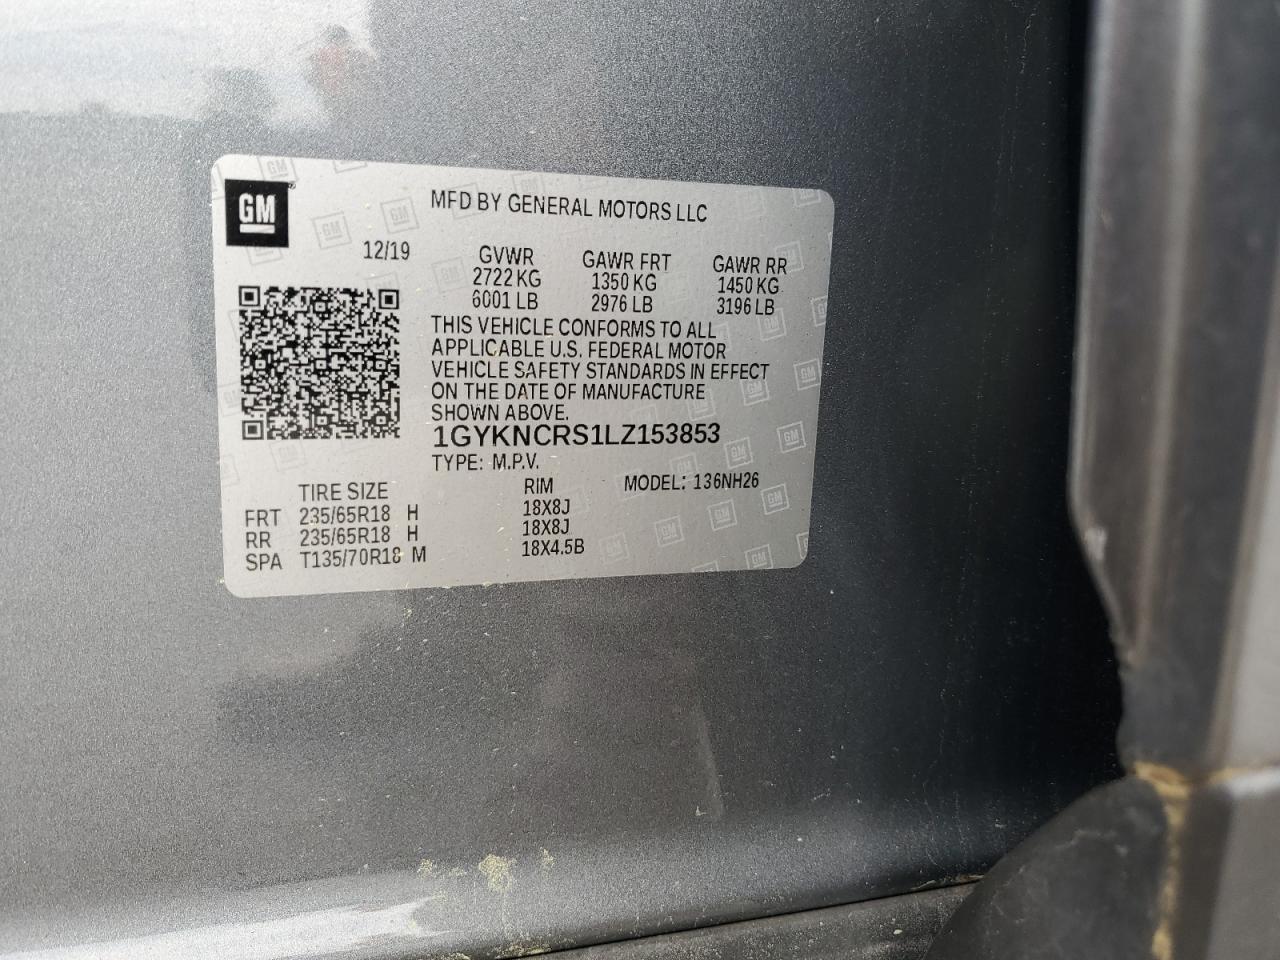 GM
MFD BY GENERAL MOTORS LLC
12/19
GVWR GAWR FRT GAWR RR
2722 KG 1350 KG 1450 KG
6001 LB 2976 LB 3196 LB
THIS VEHICLE CONFORMS TO ALL
APPLICABLE U.S. FEDERAL MOTOR
VEHICLE SAFETY STANDARDS IN EFFECT
ON THE DATE OF MANUFACTURE
SHOWN ABOVE.
1GYKNCRS1LZ153853
TYPE: M.P.V.
TIRE SIZE RIM MODEL: 136NH26
FRT 235/65R18 H 18X8J
RR 235/65R18 H 18X8J
SPA T135/70R18 M 18X4.5B